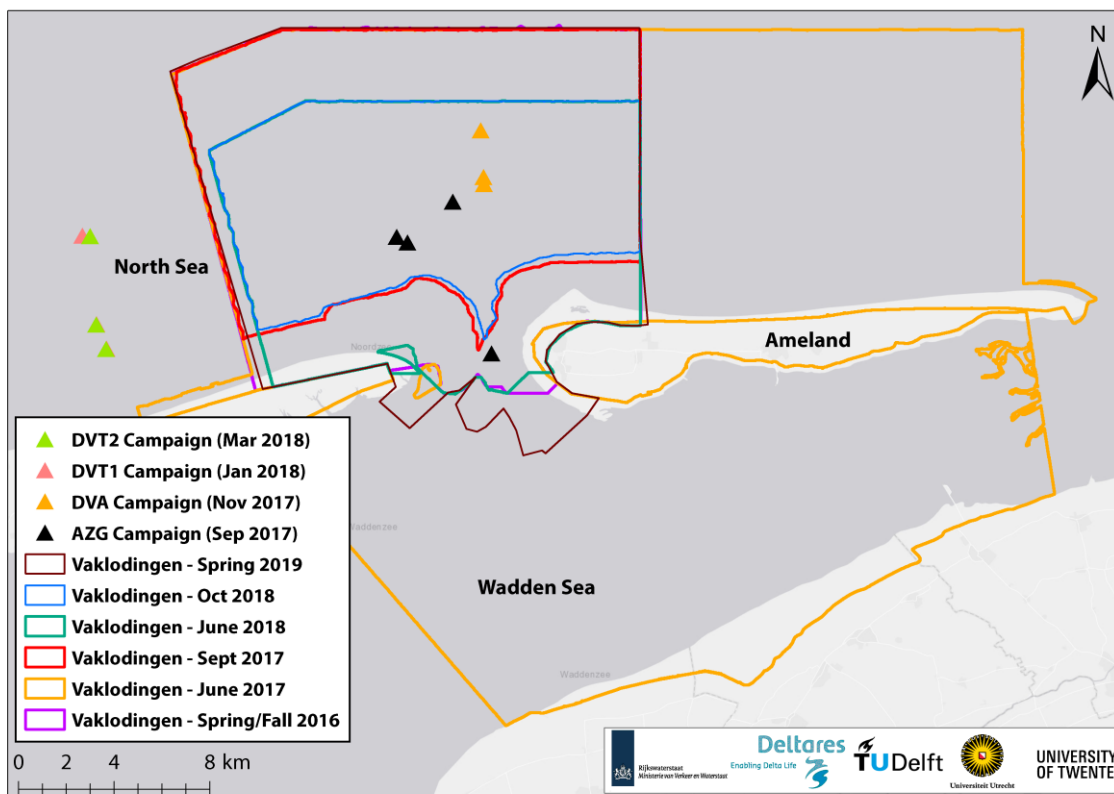 N
North Sea
Noordzee
Ameland
DVT2 Campaign (Mar 2018)
DVT1 Campaign (Jan 2018)
DVA Campaign (Nov 2017)
AZG Campaign (Sep 2017)
Vaklodingen - Spring 2019
Vaklodingen - Oct 2018
Vaklodingen - June 2018
Vaklodingen - Sept 2017
Vaklodingen - June 2017
Vaklodingen - Spring/Fall 2016
Waddenzee
Wadden Sea
Waddenzee
0 2 4 8 km
Rijkswaterstaat
Ministerie van Verkeer en Waterstaat
Deltares
Enabling Delta Life
TUDelft
Universiteit Utrecht
UNIVERSITY
OF TWENTE